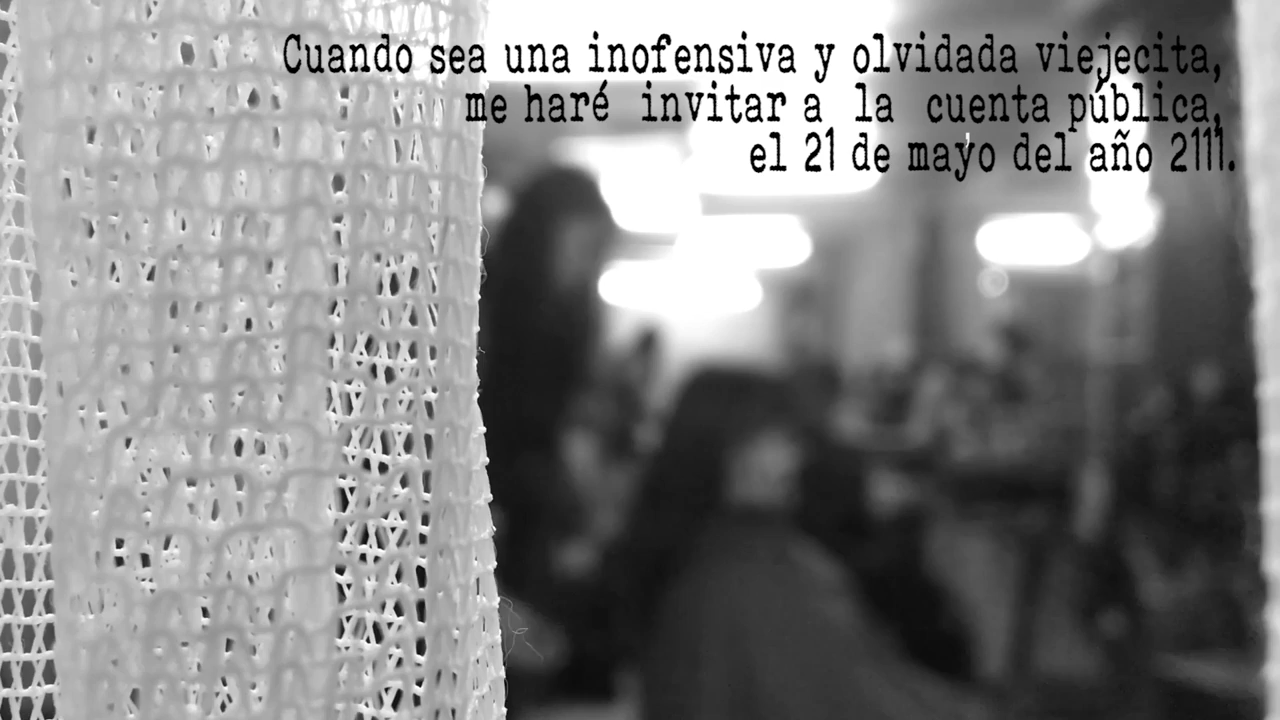 Cuando sea una inofensiva y olvidada viejecita,
me haré invitar a la cuenta pública,
el 21 de mayo del año 2111.